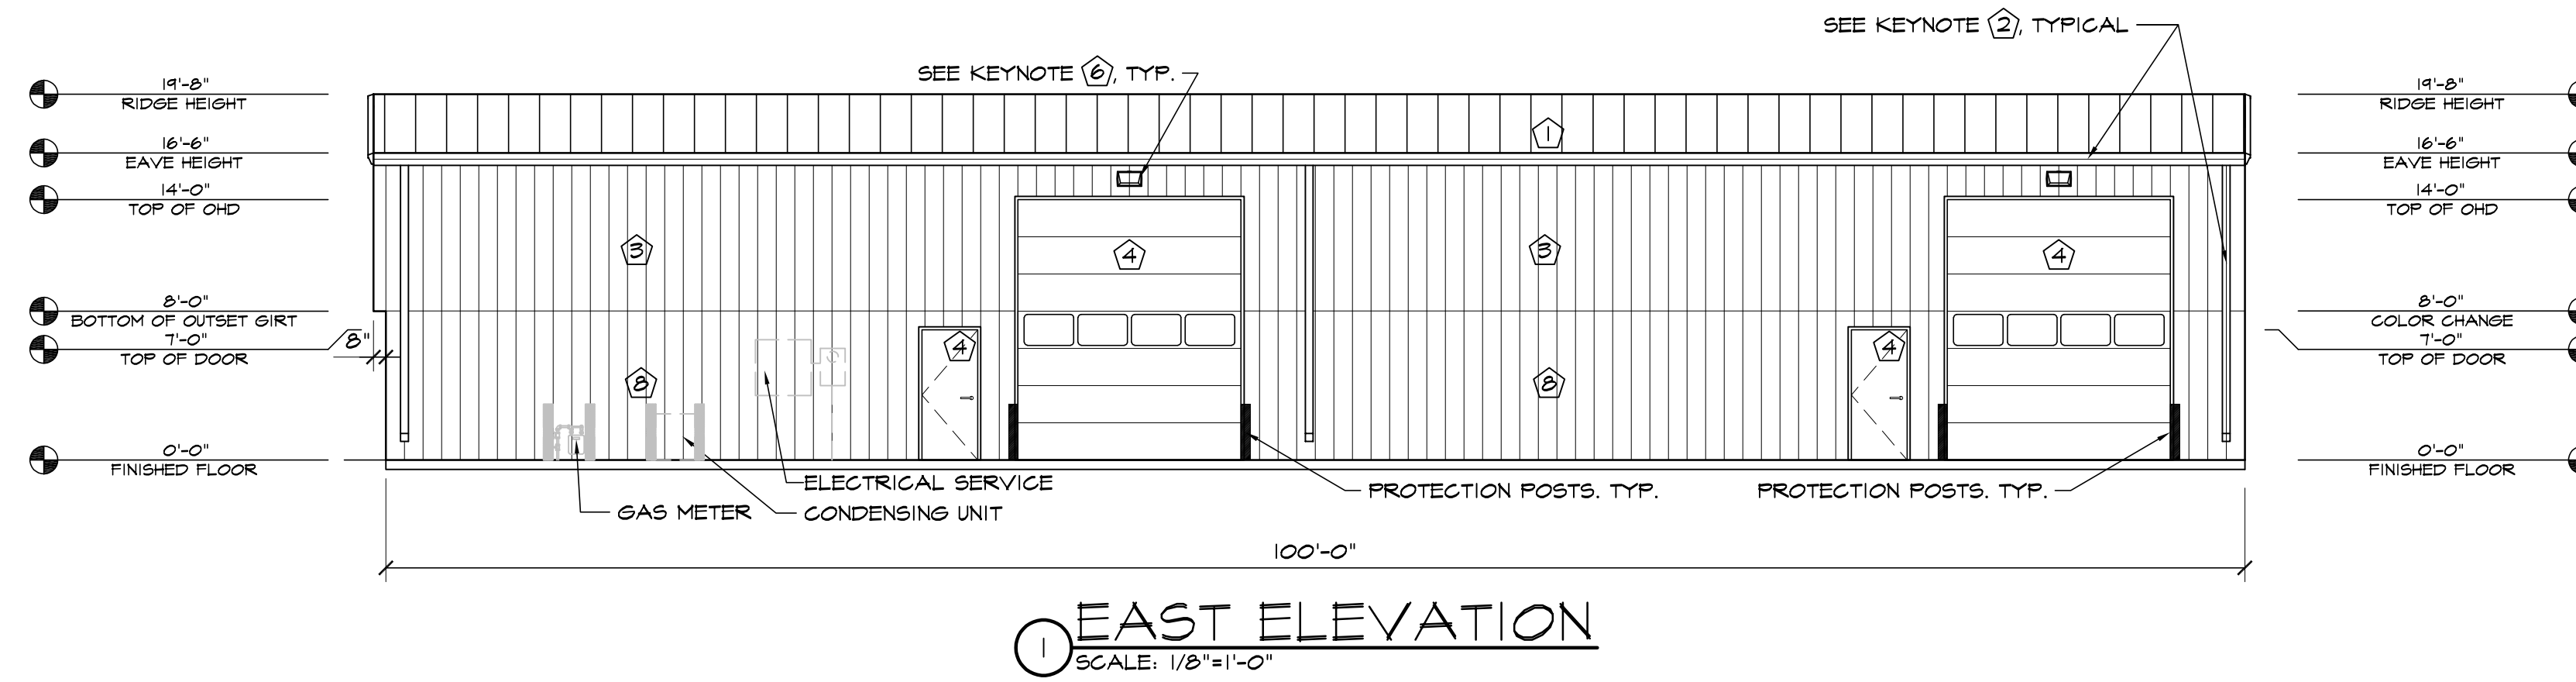 SEE KEYNOTE 2, TYPICAL
SEE KEYNOTE 6, TYP.
19'-8"
RIDGE HEIGHT
16'-6"
EAVE HEIGHT
14'-0"
TOP OF OHD
8'-0"
BOTTOM OF OUTSET GIRT
7'-0"
TOP OF DOOR
8"
0'-0"
FINISHED FLOOR
1
3
4
3
4
4
4
8
8
19'-8"
RIDGE HEIGHT
16'-6"
EAVE HEIGHT
14'-0"
TOP OF OHD
8'-0"
COLOR CHANGE
7'-0"
TOP OF DOOR
0'-0"
FINISHED FLOOR
ELECTRICAL SERVICE
GAS METER
CONDENSING UNIT
PROTECTION POSTS. TYP.
PROTECTION POSTS. TYP.
100'-0"
1 EAST ELEVATION
SCALE: 1/8"=1'-0"